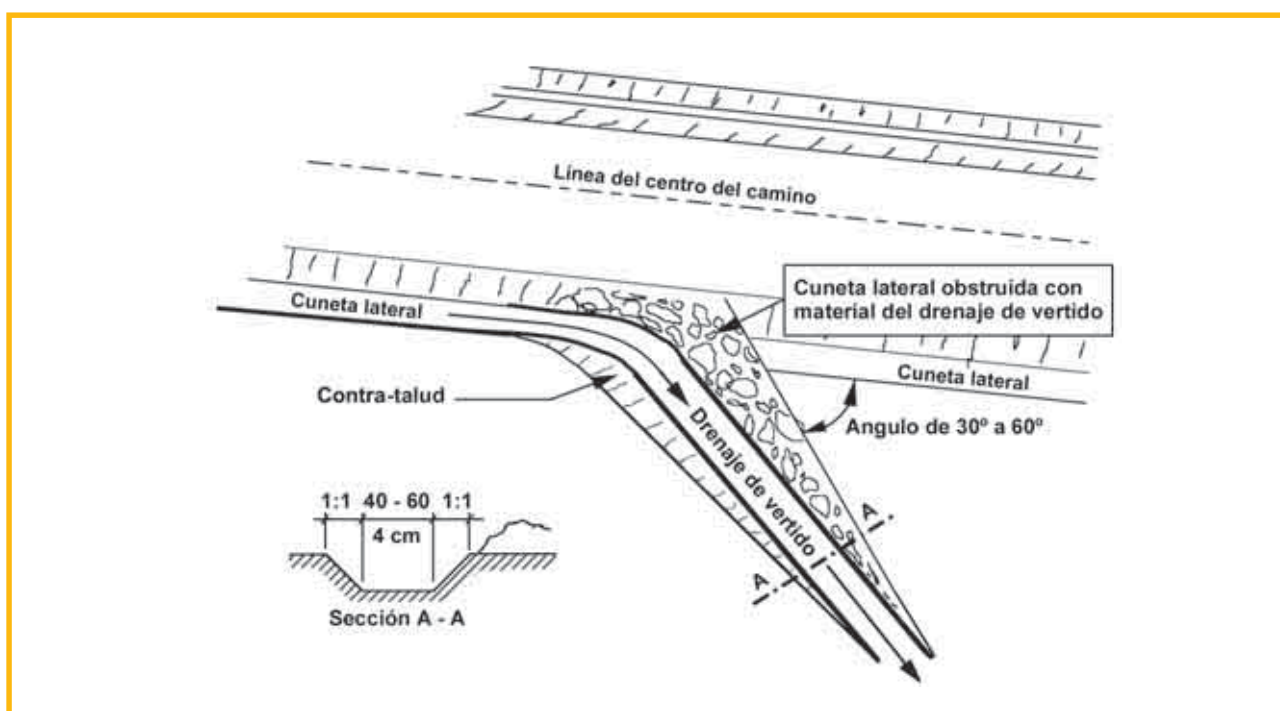 Línea del centro del camino
Cuneta lateral obstruida con
material del drenaje de vertido
Cuneta lateral
Cuneta lateral
Contra-talud
Angulo de 30º a 60º
Drenaje de vertido
A
A
1:1 40 - 60 1:1
4 cm
Sección A - A